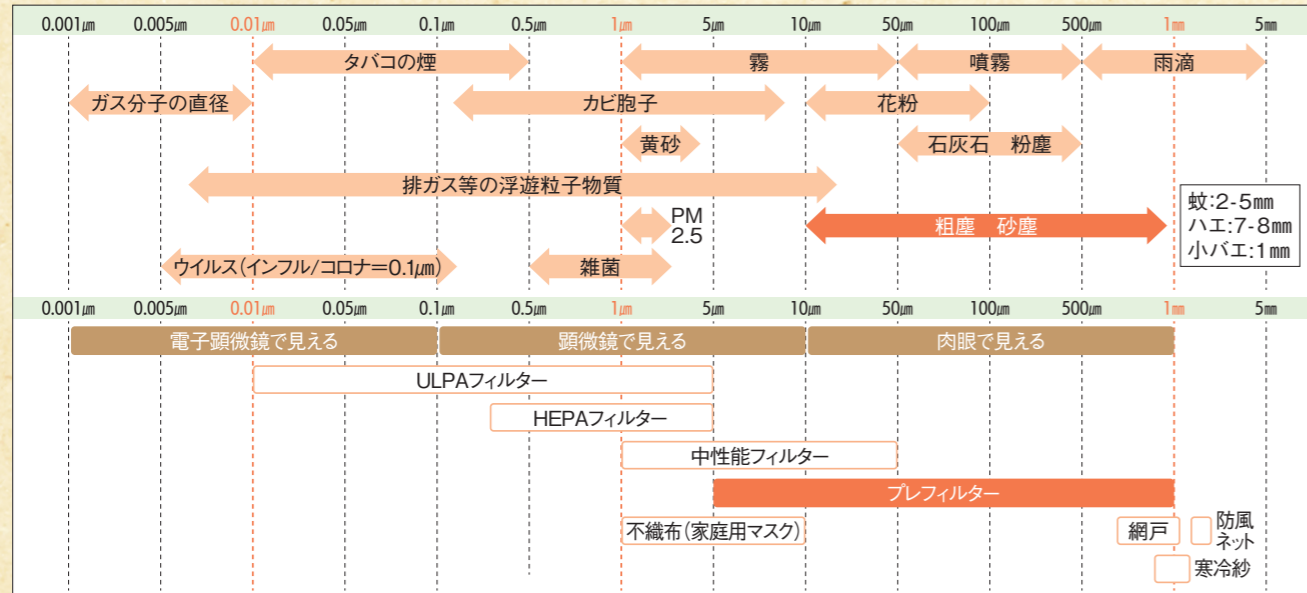 0.001μm 0.005μm 0.01μm 0.05μm 0.1μm 0.5μm 1μm 5μm 10μm 50μm 100μm 500μm 1mm 5mm
タバコの煙 霧 噴霧 雨滴
ガス分子の直径 カビ胞子 花粉
黄砂 石灰石 粉塵
排ガス等の浮遊粒子物質
PM
2.5
粗塵 砂塵
蚊:2-5mm
ハエ:7-8mm
小バエ:1mm
ウイルス(インフル/コロナ=0.1μm) 雑菌
0.001μm 0.005μm 0.01μm 0.05μm 0.1μm 0.5μm 1μm 5μm 10μm 50μm 100μm 500μm 1mm 5mm
電子顕微鏡で見える 顕微鏡で見える 肉眼で見える
ULPAフィルター
HEPAフィルター
中性能フィルター
プレフィルター
不織布(家庭用マスク) 網戸
防風
ネット
寒冷紗